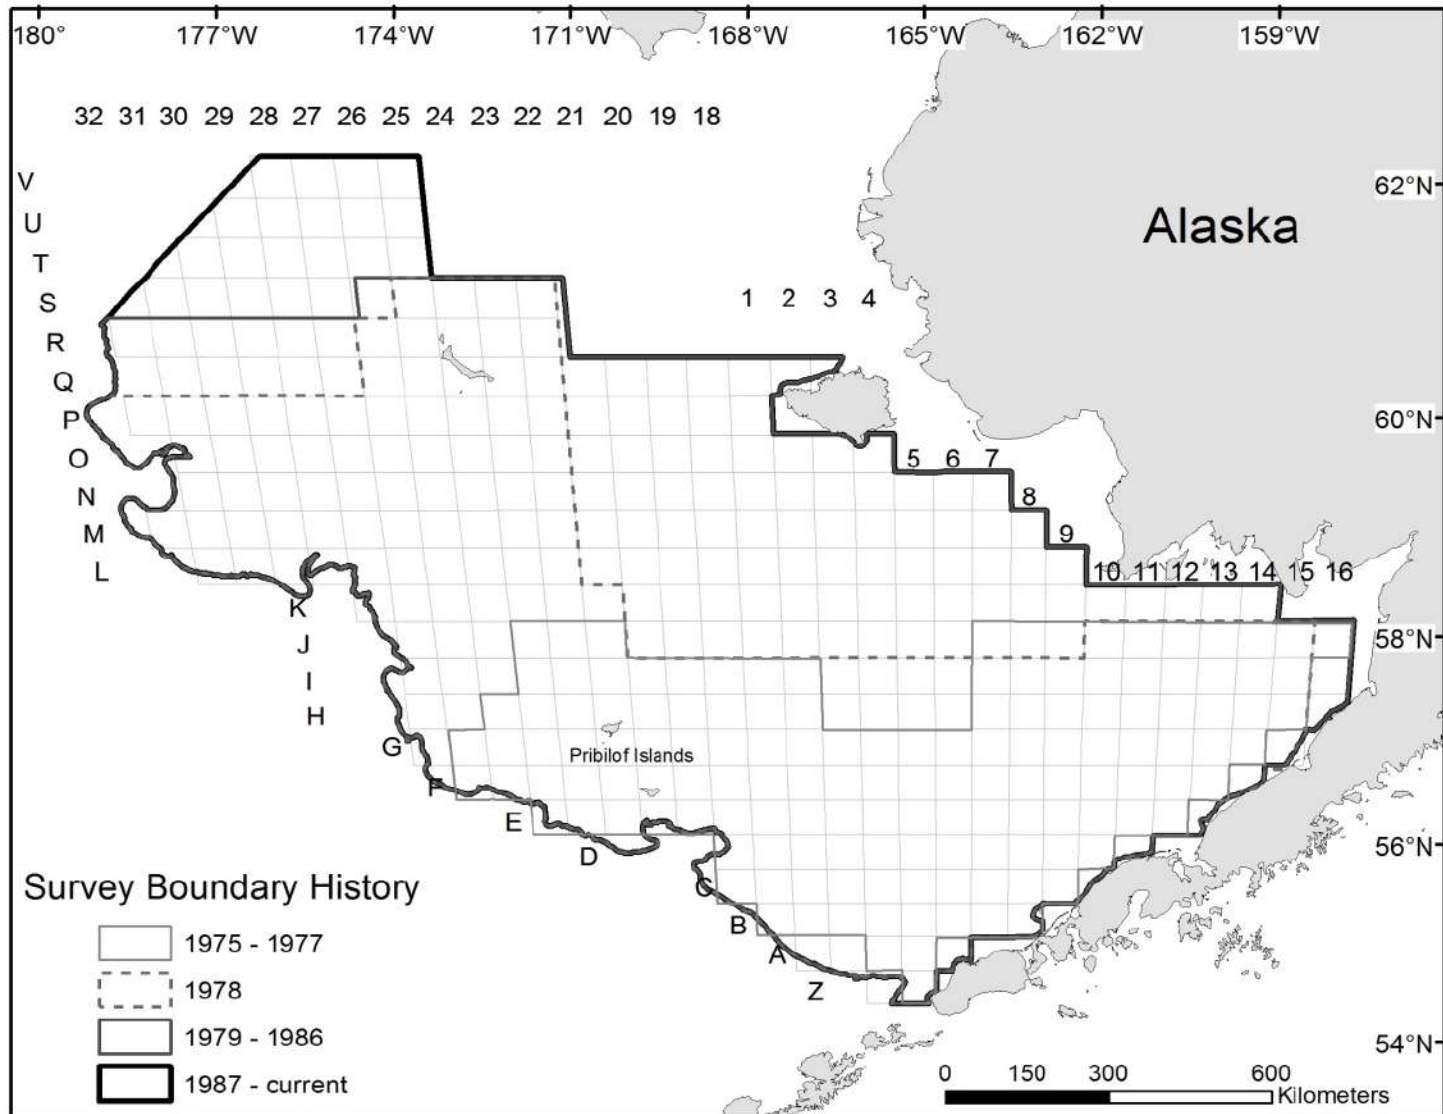 180° 177°W 174°W 171°W 168°W 165°W 162°W 159°W
32 31 30 29 28 27 26 25 24 23 22 21 20 19 18
V
62°N
U
Alaska
T
S
1 2 3 4
R
Q
P
60°N
O
5 6 7
N
8
M
9
L
10 11 12 13 14 15 16
K
J
58°N
I
H
G
Pribilof Islands
F
E
D
56°N
C
B
A
Z
54°N
Survey Boundary History
1975 - 1977
1978
1979 - 1986
1987 - current
0 150 300 600
Kilometers